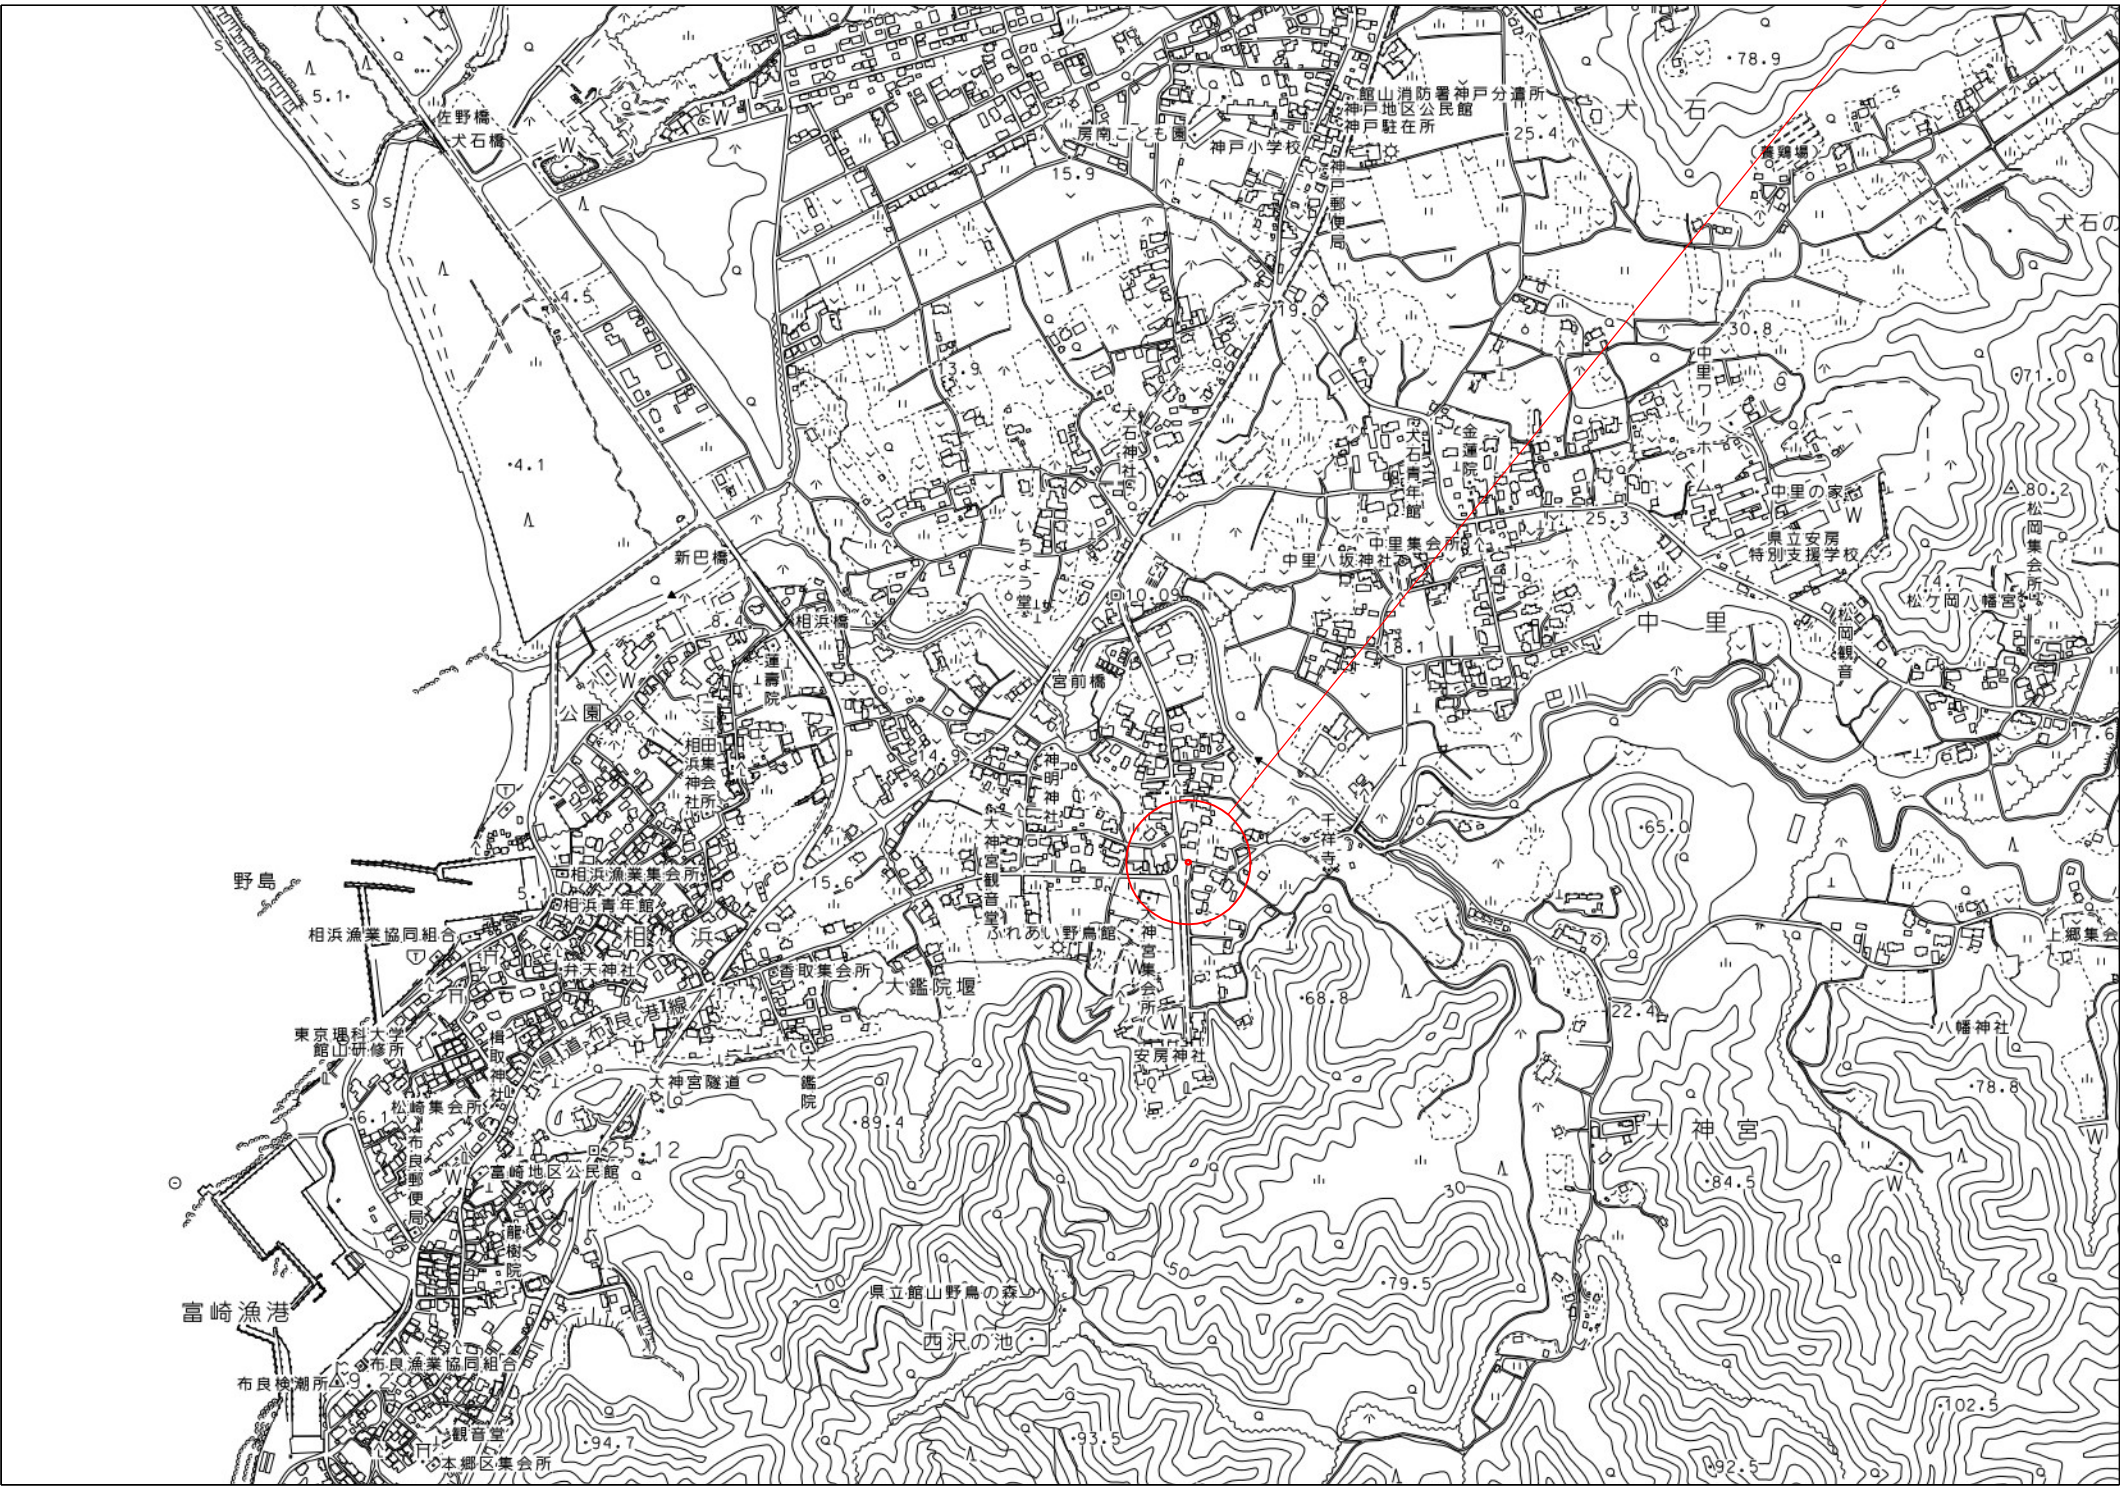 5.1
佐野橋
犬石橋
W
W
房南こども園
神戸小学校
館山消防署神戸分遣所
神戸地区公民館
神戸駐在所
神戸郵便局
25.4
犬石
78.9
(養鶏場)
犬石の
15.9
4.5
19.0
30.8
中里ワークホーム
71.0
13.9
犬石神社
犬石青年館
金蓮院
4.1
中里の家
W
80.2
松岡集会所
25.3
県立安房
特別支援学校
新巴橋
いちょう堂
中里集会所
中里八坂神社
10.09
74.7
松ケ岡八幡宮
8.4
相浜橋
中里
松岡観音
18.1
蓮壽院
W
宮前橋
巴川
公園
二斗田集会所
相浜神社
14.9
神明神社
17.6
大神宮観音堂
千祥寺
65.0
野島
相浜漁業集会所
15.6
5.1
相浜青年館
相浜
相浜漁業協同組合
弁天神社
香取集会所
大鑑院堰
ふれあい野鳥館
大神宮集会所
W
W
上郷集会
68.8
22.4
八幡神社
東京理科大学
館山研修所
楫取神社
県道布良港線
安房神社
大神宮隧道
大鑑院
78.8
松崎集会所
6.1
布良郵便局
89.4
大神宮
W
25.12
富崎地区公民館
W
84.5
W
30
龍樹院
100
50
79.5
県立館山野鳥の森
西沢の池
富崎漁港
布良漁業協同組合
布良検潮所
9.2
観音堂
本郷区集会所
94.7
93.5
102.5
92.5